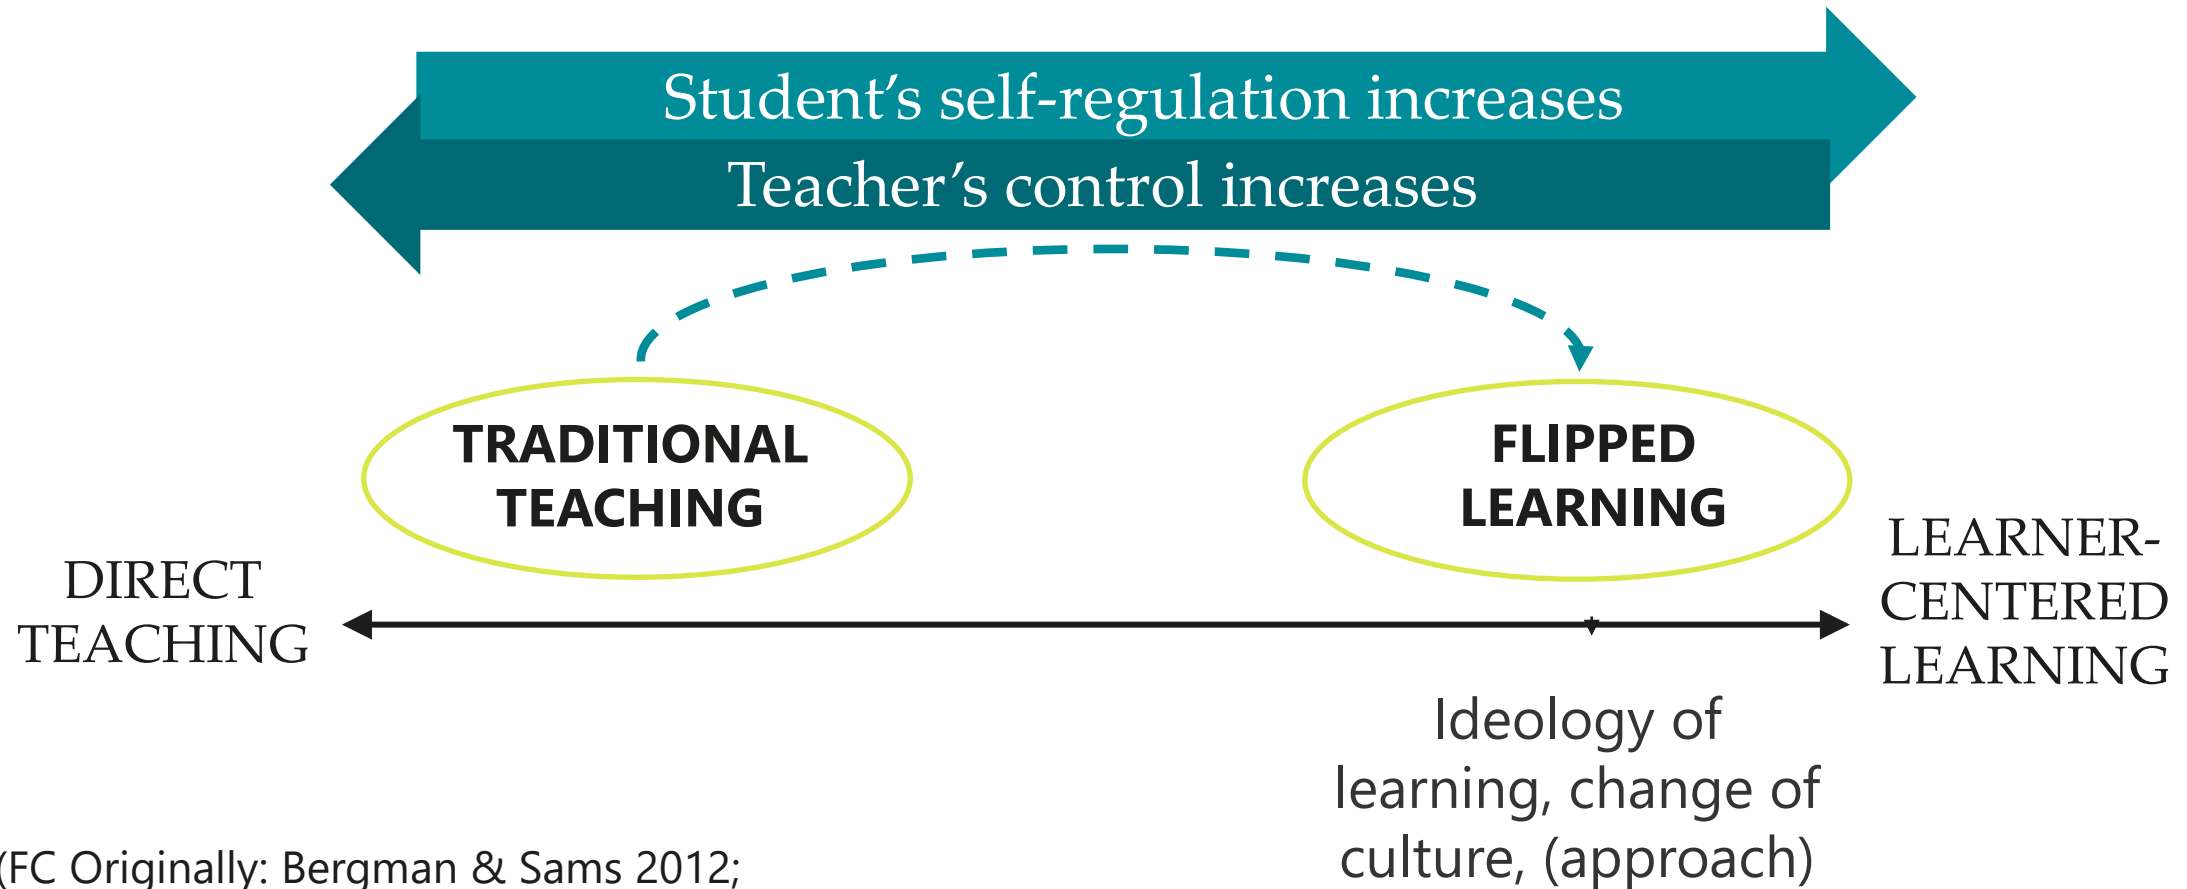 Student’s self-regulation increases
Teacher’s control increases
TRADITIONAL
TEACHING
FLIPPED
LEARNING
DIRECT
TEACHING
LEARNER-
CENTERED
LEARNING
Ideology of
learning, change of
culture, (approach)
(FC Originally: Bergman & Sams 2012;